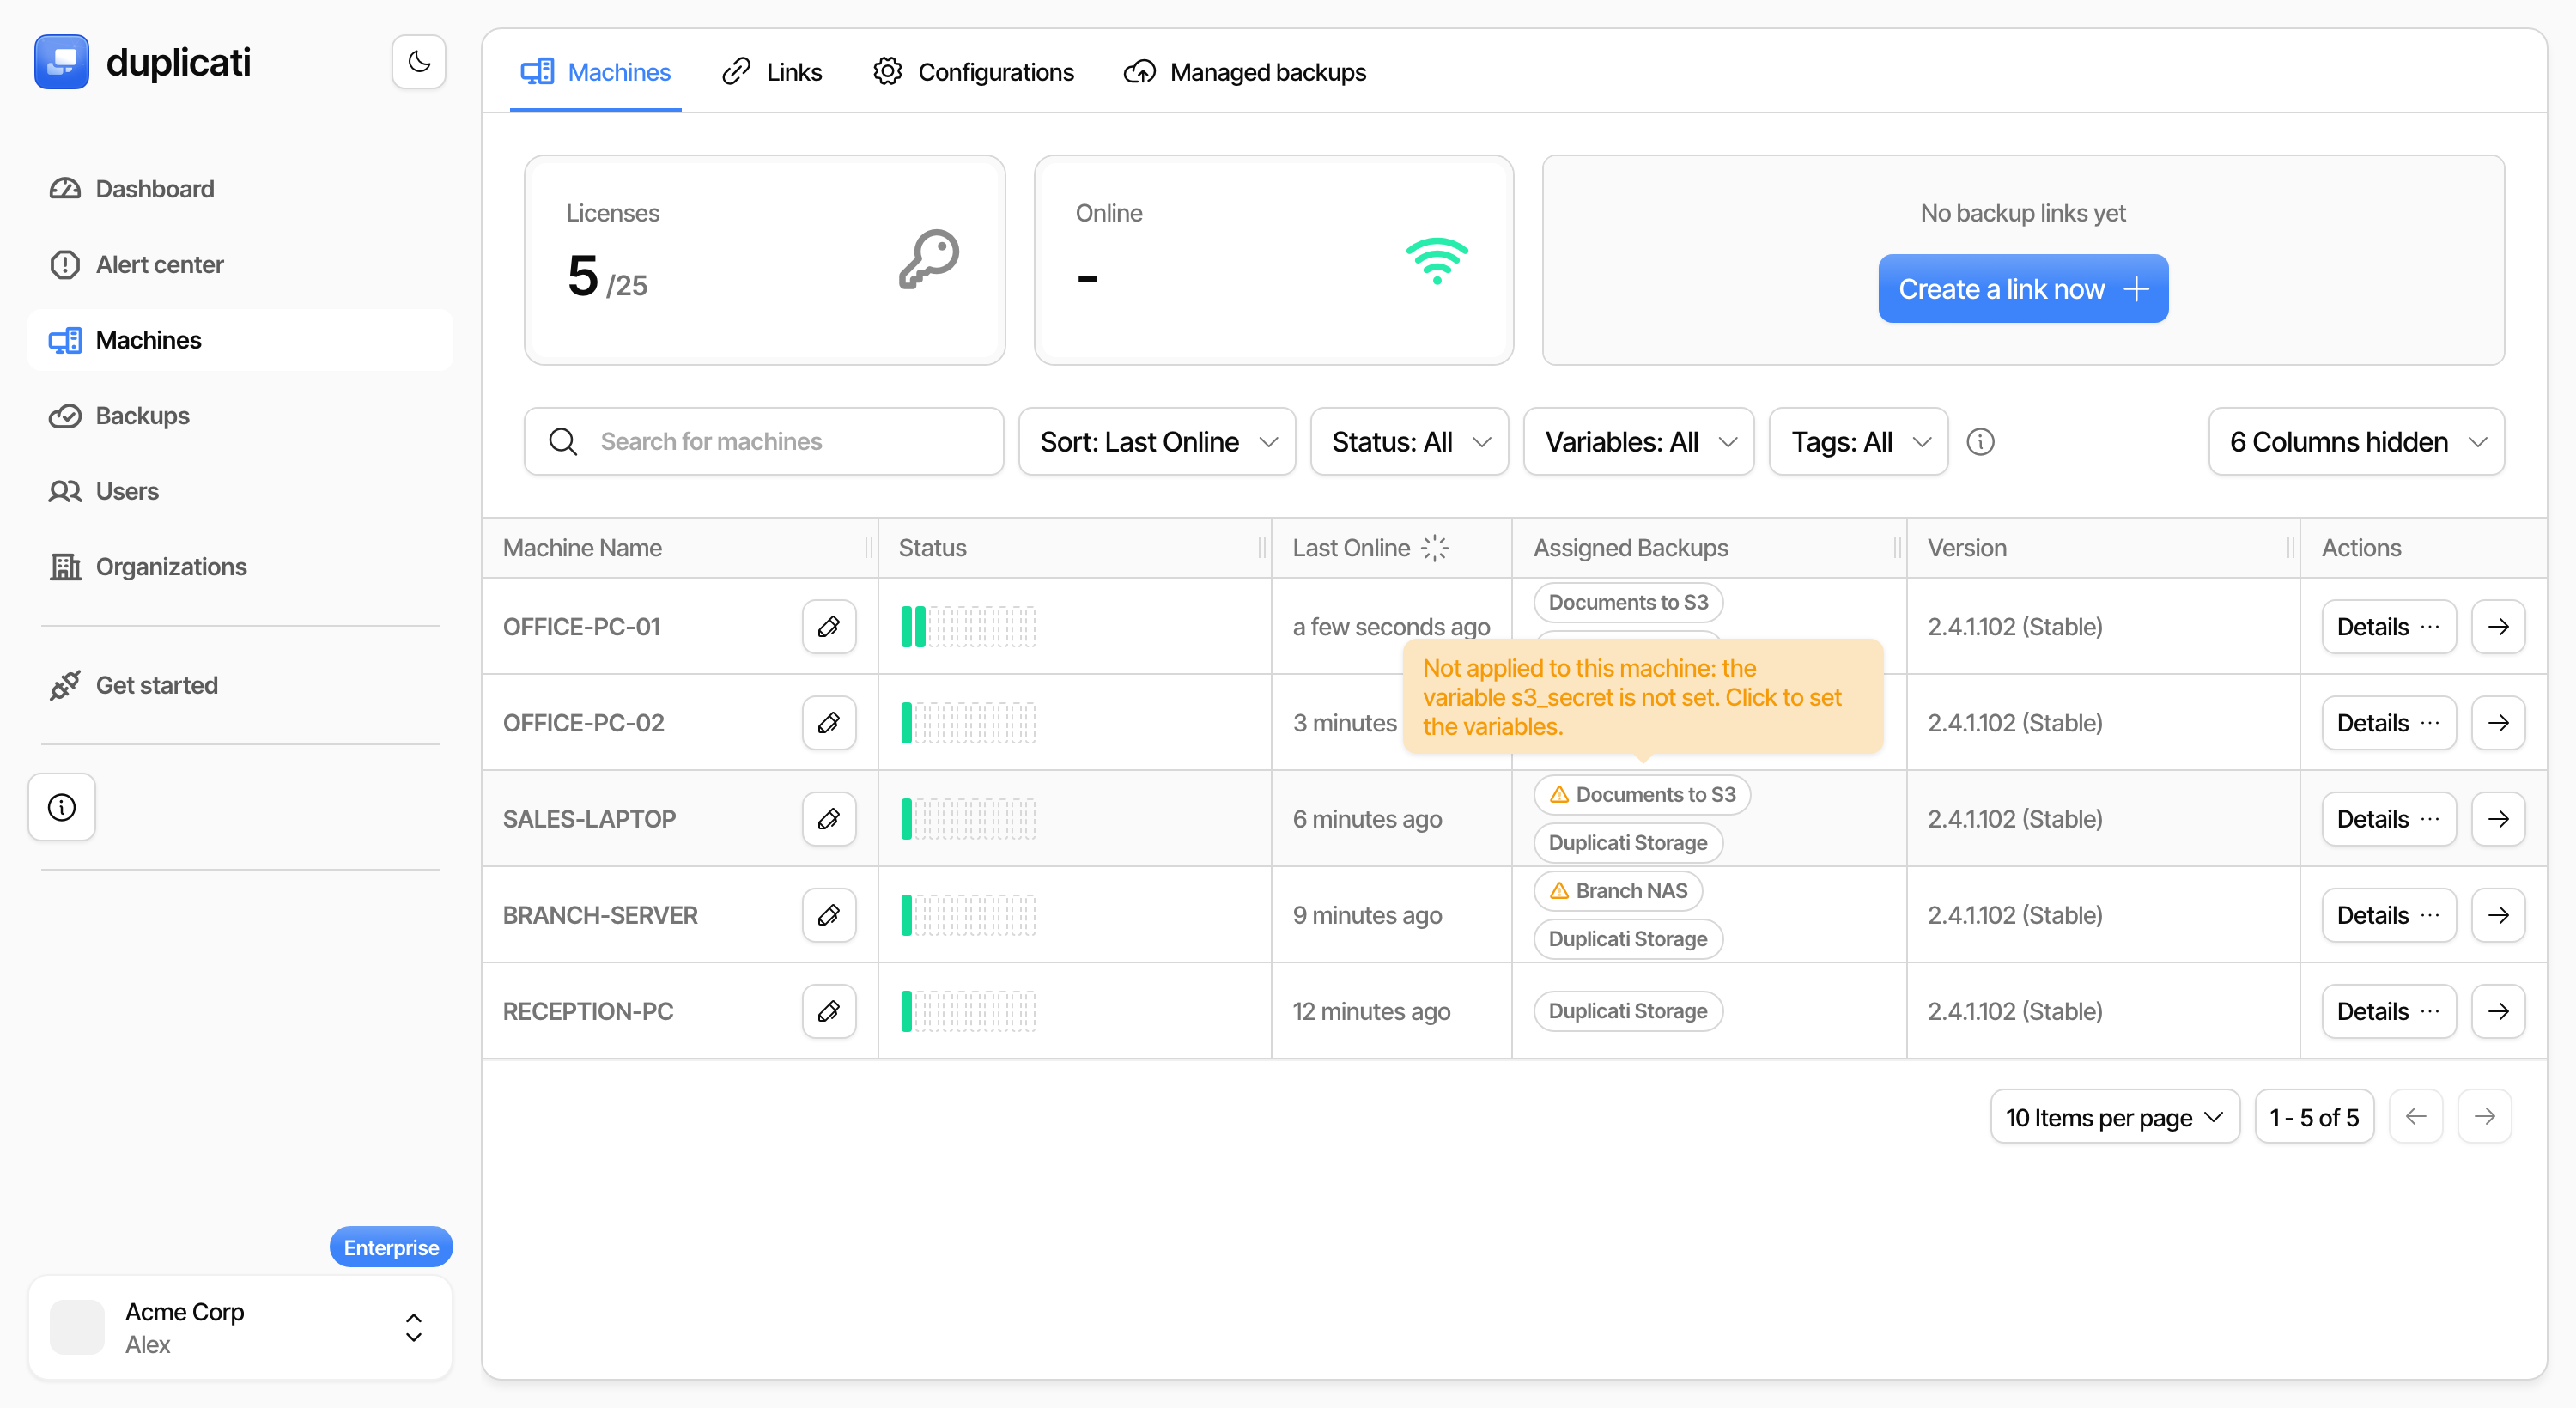 duplicati
Dashboard
Alert center
Machines
Backups
Users
Organizations
Get started
Enterprise
Acme Corp
Alex
Machines
Links
Configurations
Managed backups
Licenses
5 /25
Online
-
No backup links yet
Create a link now
Search for machines
Sort: Last Online
Status: All
Variables: All
Tags: All
6 Columns hidden
Machine Name
Status
Last Online
Assigned Backups
Version
Actions
OFFICE-PC-01
a few seconds ago
Documents to S3
2.4.1.102 (Stable)
Details ...
OFFICE-PC-02
3 minutes
2.4.1.102 (Stable)
Details ...
Not applied to this machine: the
variable s3_secret is not set. Click to set
the variables.
SALES-LAPTOP
6 minutes ago
Documents to S3
Duplicati Storage
2.4.1.102 (Stable)
Details ...
BRANCH-SERVER
9 minutes ago
Branch NAS
Duplicati Storage
2.4.1.102 (Stable)
Details ...
RECEPTION-PC
12 minutes ago
Duplicati Storage
2.4.1.102 (Stable)
Details ...
10 Items per page
1 - 5 of 5